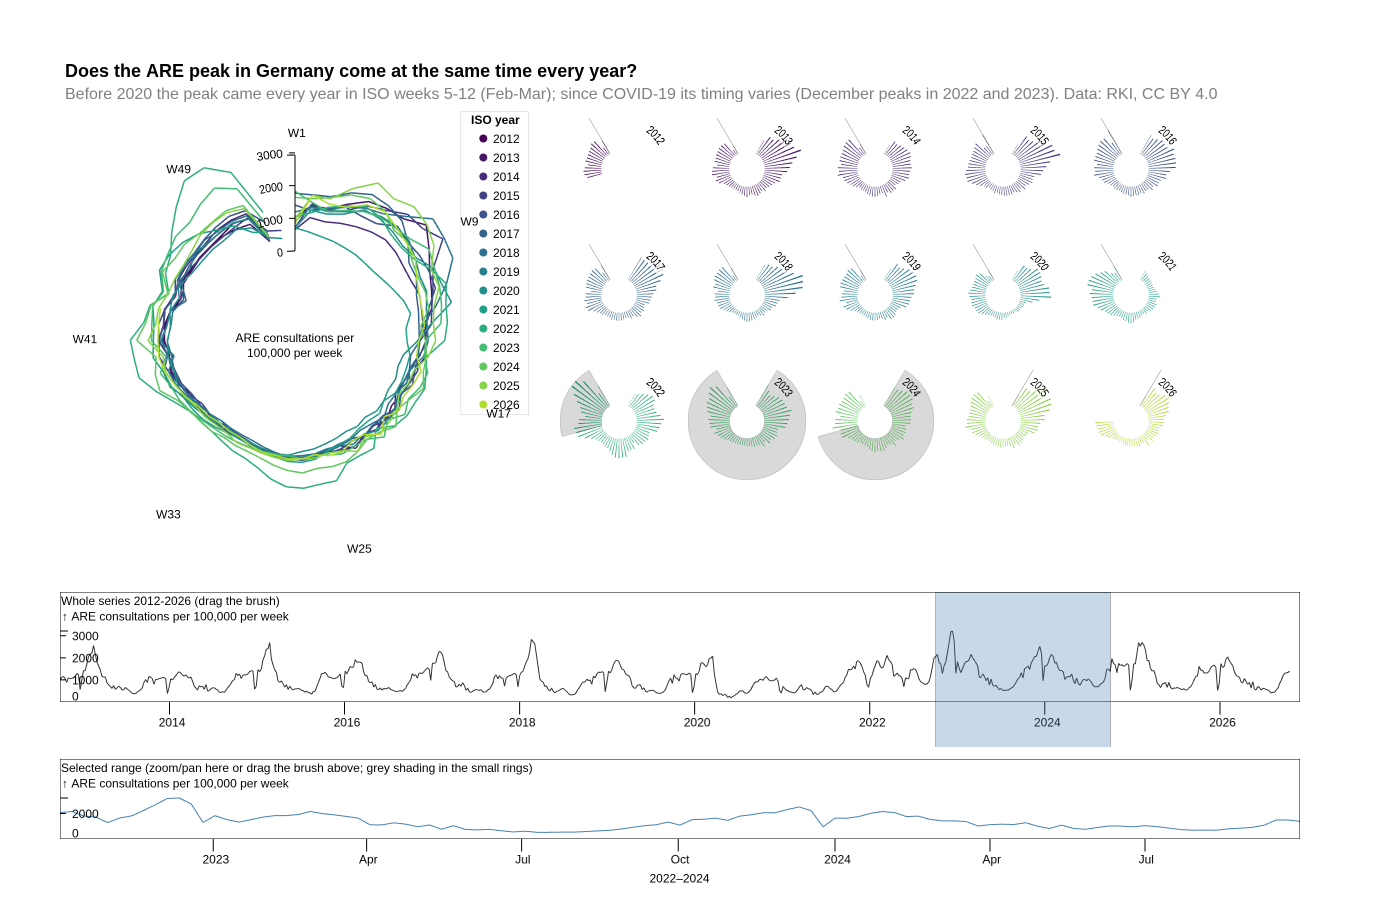 Does the ARE peak in Germany come at the same time every year?
Before 2020 the peak came every year in ISO weeks 5-12 (Feb-Mar); since COVID-19 its timing varies (December peaks in 2022 and 2023). Data: RKI, CC BY 4.0
W1
W9
W17
W25
W33
W41
W49
3000
2000
1000
0
ARE consultations per
100,000 per week
ISO year
2012
2013
2014
2015
2016
2017
2018
2019
2020
2021
2022
2023
2024
2025
2026
2012
2013
2014
2015
2016
2017
2018
2019
2020
2021
2022
2023
2024
2025
2026
Whole series 2012-2026 (drag the brush)
↑ ARE consultations per 100,000 per week
3000
2000
1000
0
2014
2016
2018
2020
2022
2024
2026
Selected range (zoom/pan here or drag the brush above; grey shading in the small rings)
↑ ARE consultations per 100,000 per week
2000
0
2023
Apr
Jul
Oct
2024
Apr
Jul
2022–2024